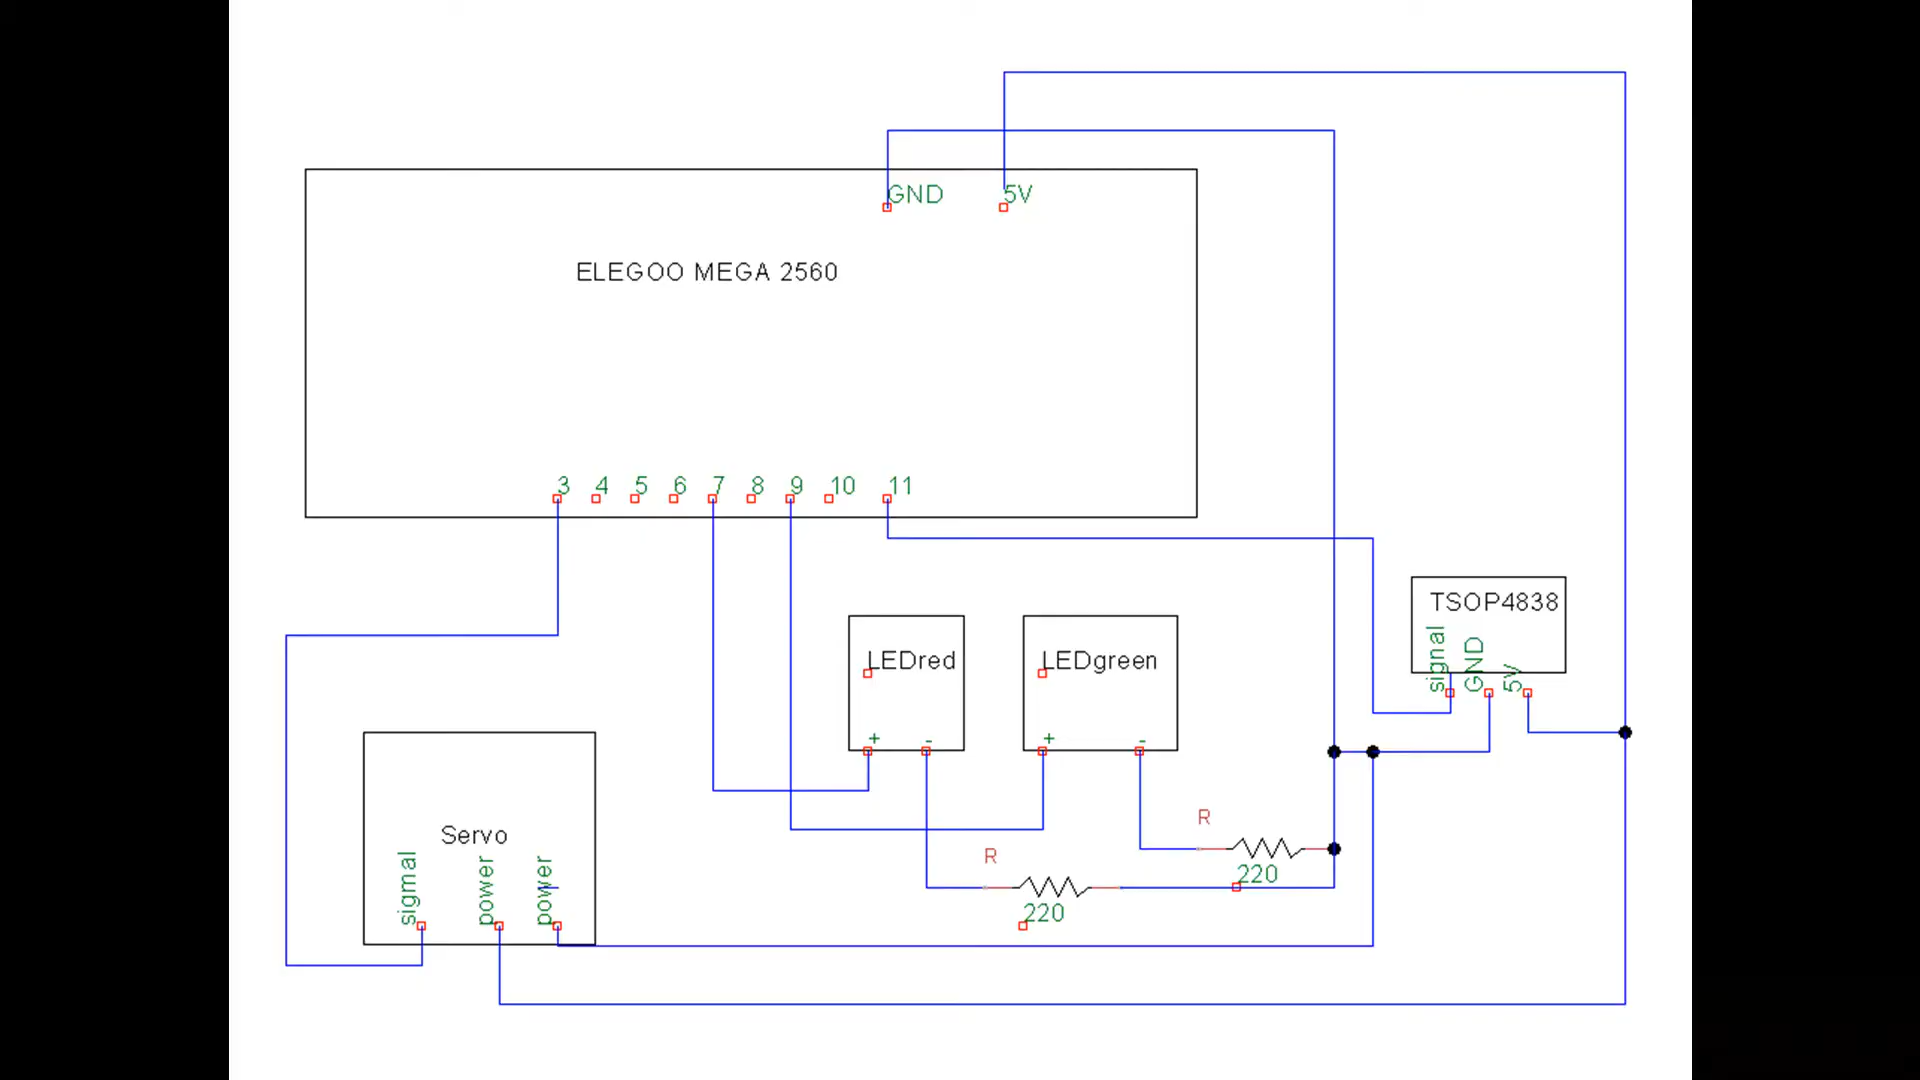 GND 5V
ELEGOO MEGA 2560
3 4 5 6 7 8 9 10 11
TSOP4838
signal GND 5V
LEDred
+ -
LEDgreen
+ -
R
220
R
220
Servo
sigmal power power